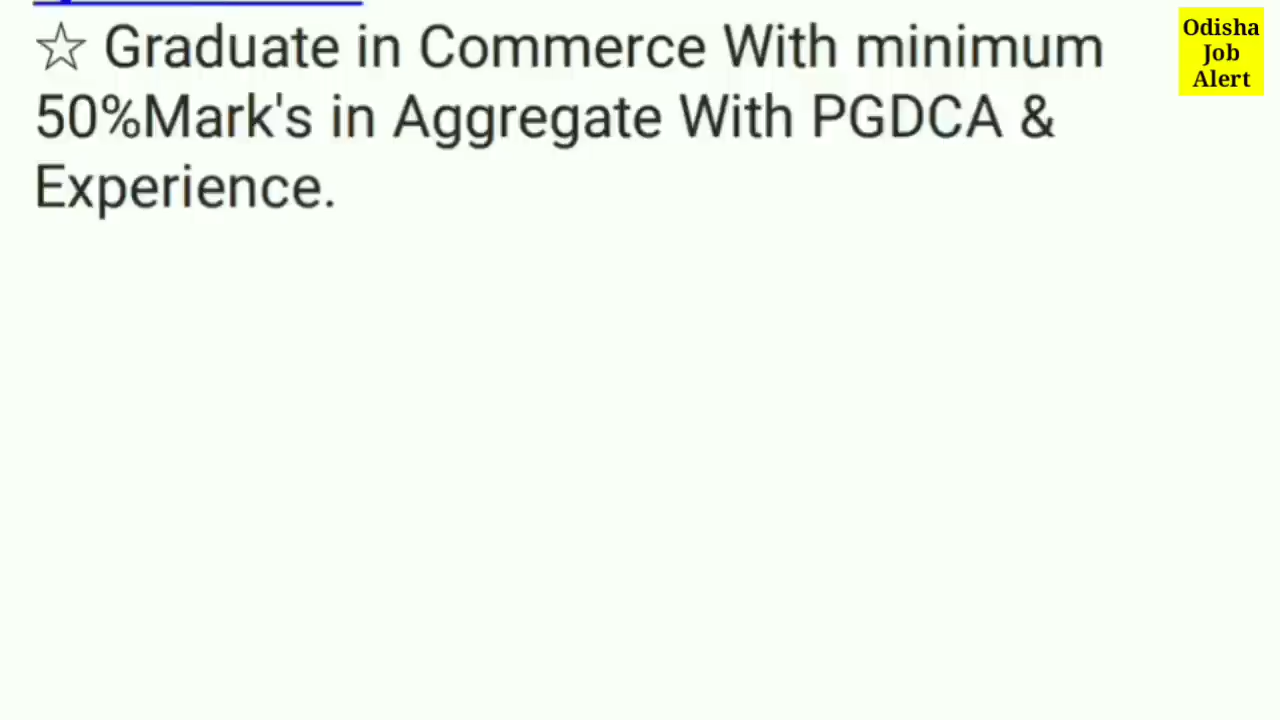 ☆ Graduate in Commerce With minimum
50%Mark's in Aggregate With PGDCA &
Experience.
Odisha
Job
Alert